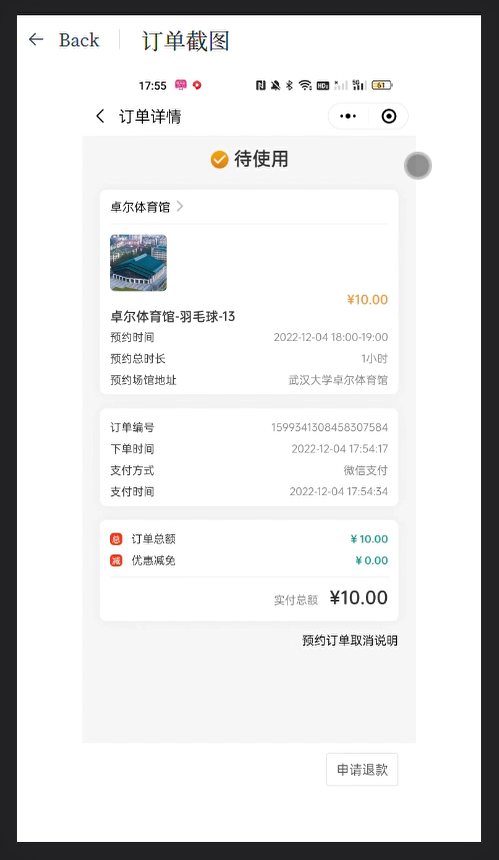 Back 订单截图
17:55 HD 5G 61
订单详情
待使用
卓尔体育馆
¥10.00
卓尔体育馆-羽毛球-13
预约时间 2022-12-04 18:00-19:00
预约总时长 1小时
预约场馆地址 武汉大学卓尔体育馆
订单编号 1599341308458307584
下单时间 2022-12-04 17:54:17
支付方式 微信支付
支付时间 2022-12-04 17:54:34
总 订单总额 ¥10.00
减 优惠减免 ¥0.00
实付总额 ¥10.00
预约订单取消说明
申请退款